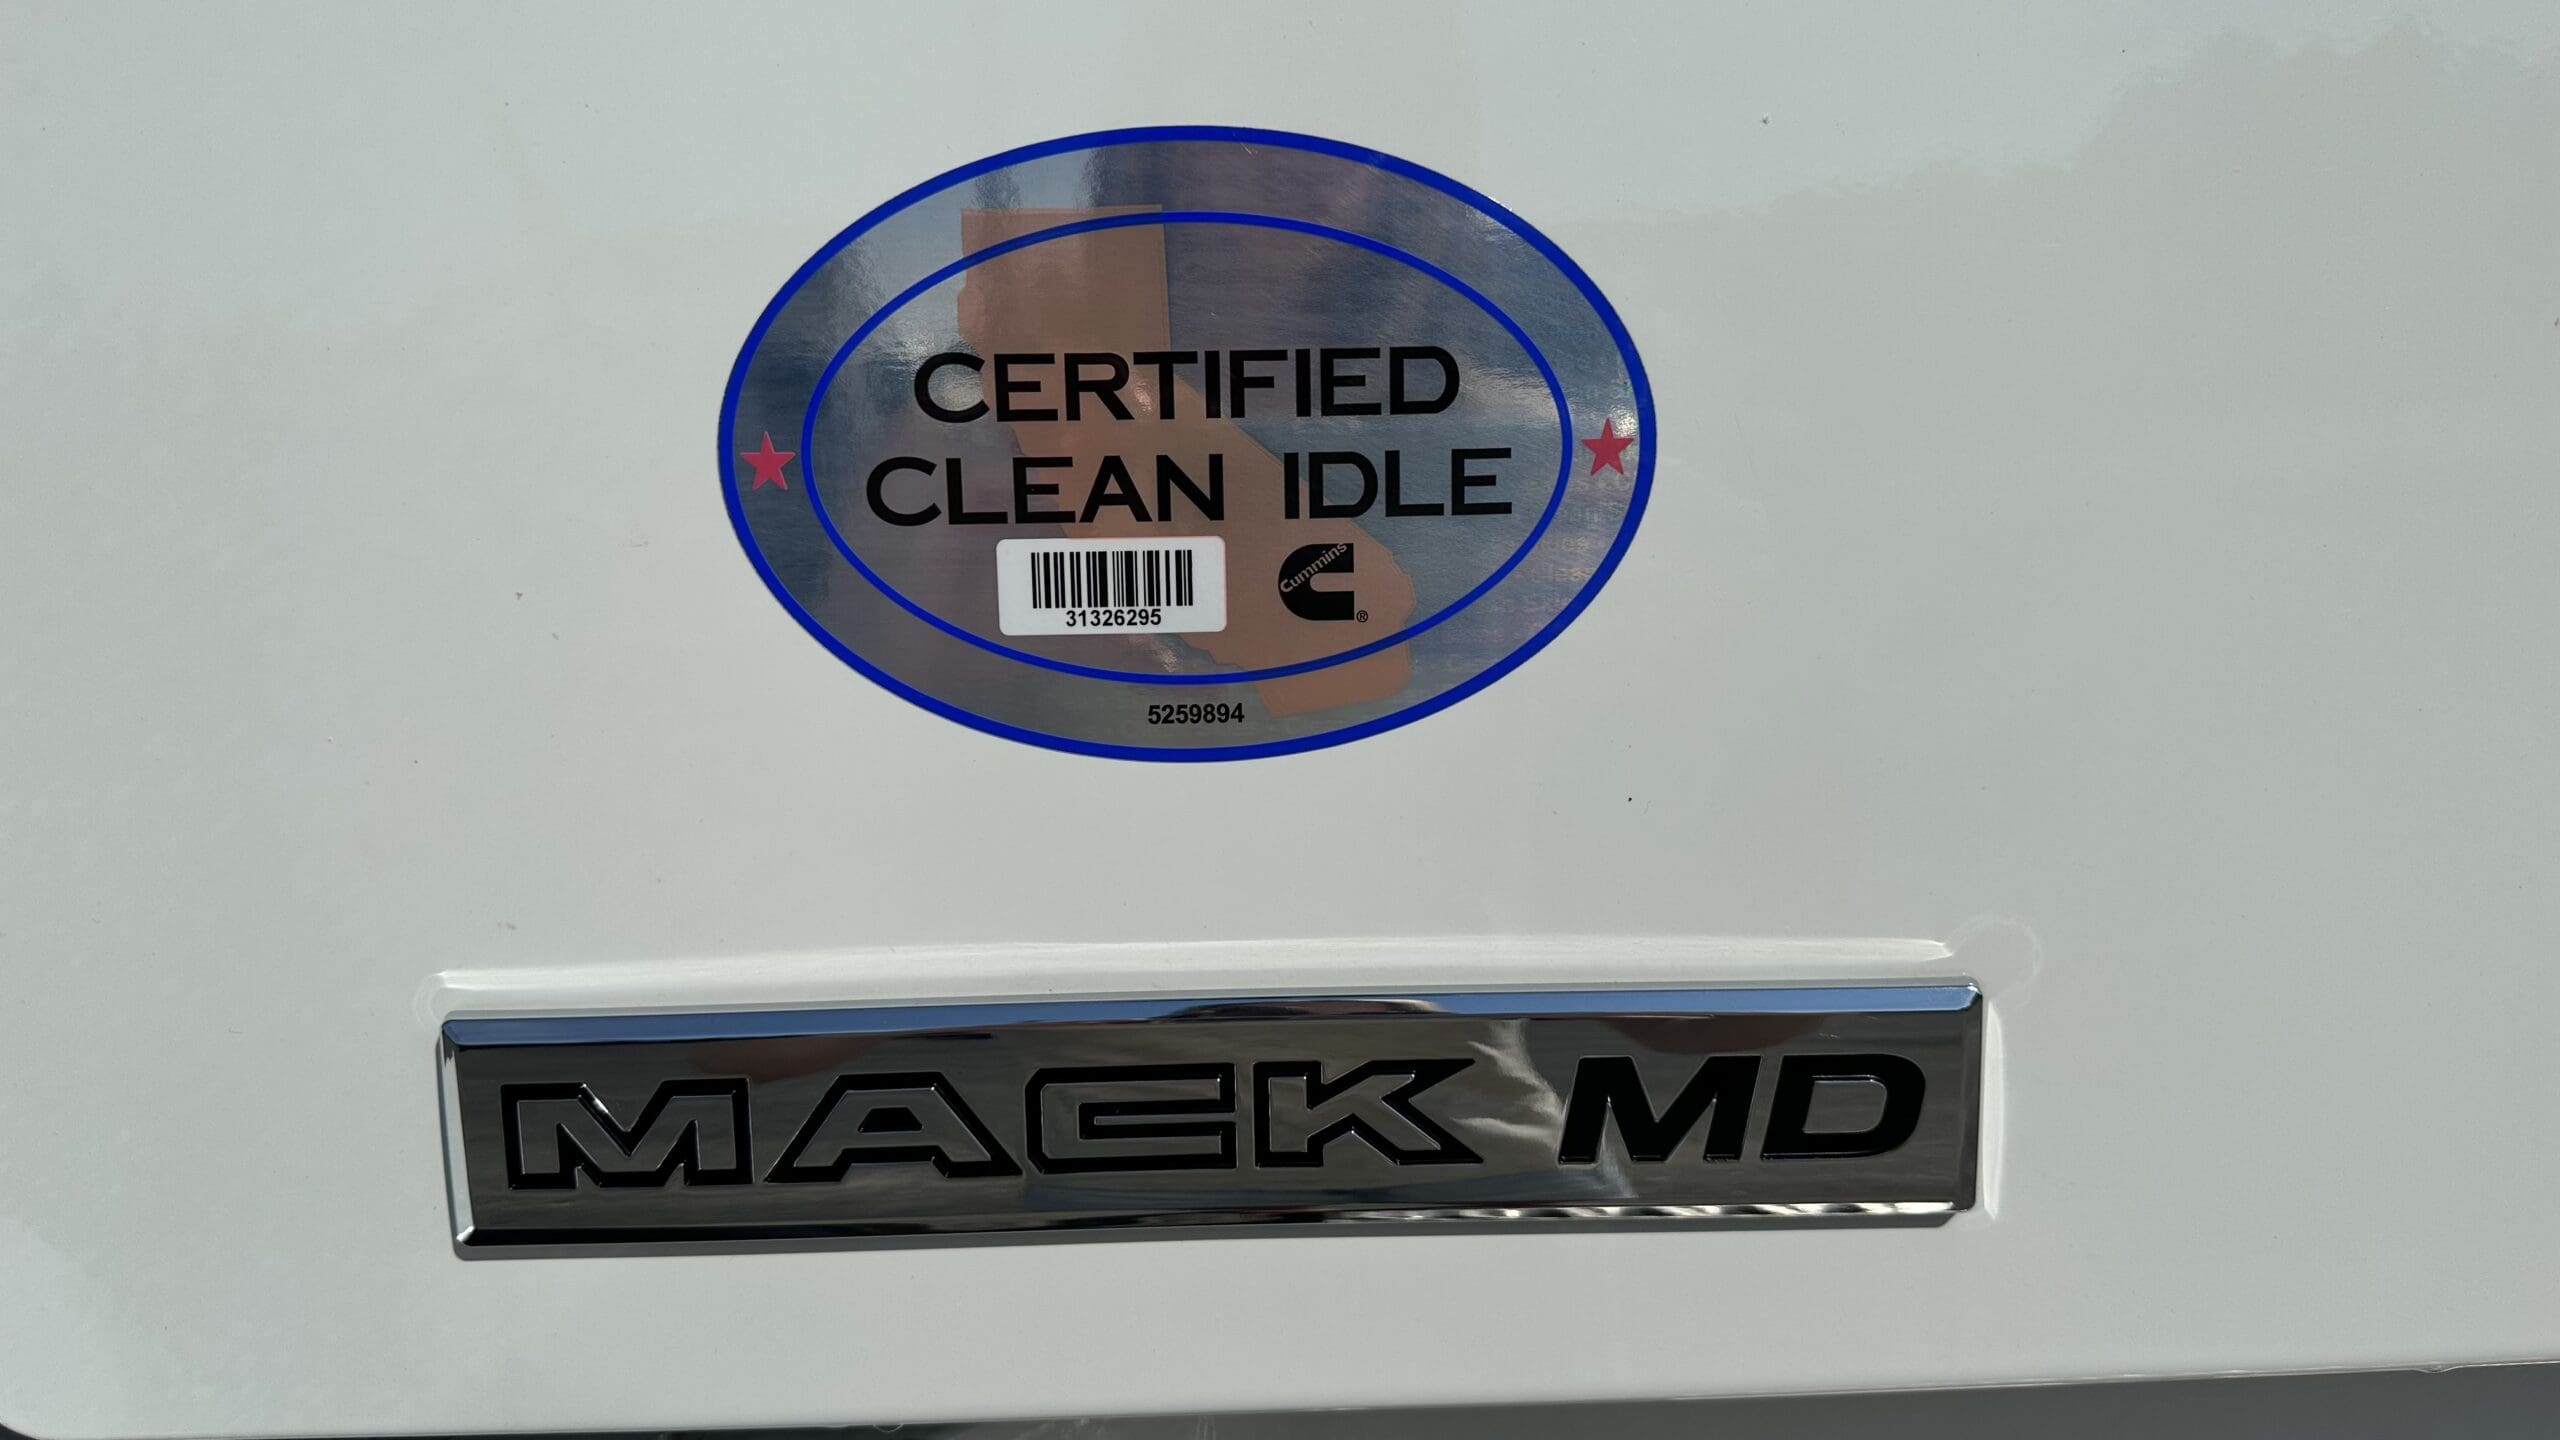 CERTIFIED
CLEAN IDLE
31326295
Cummins
®
5259894
MACK MD